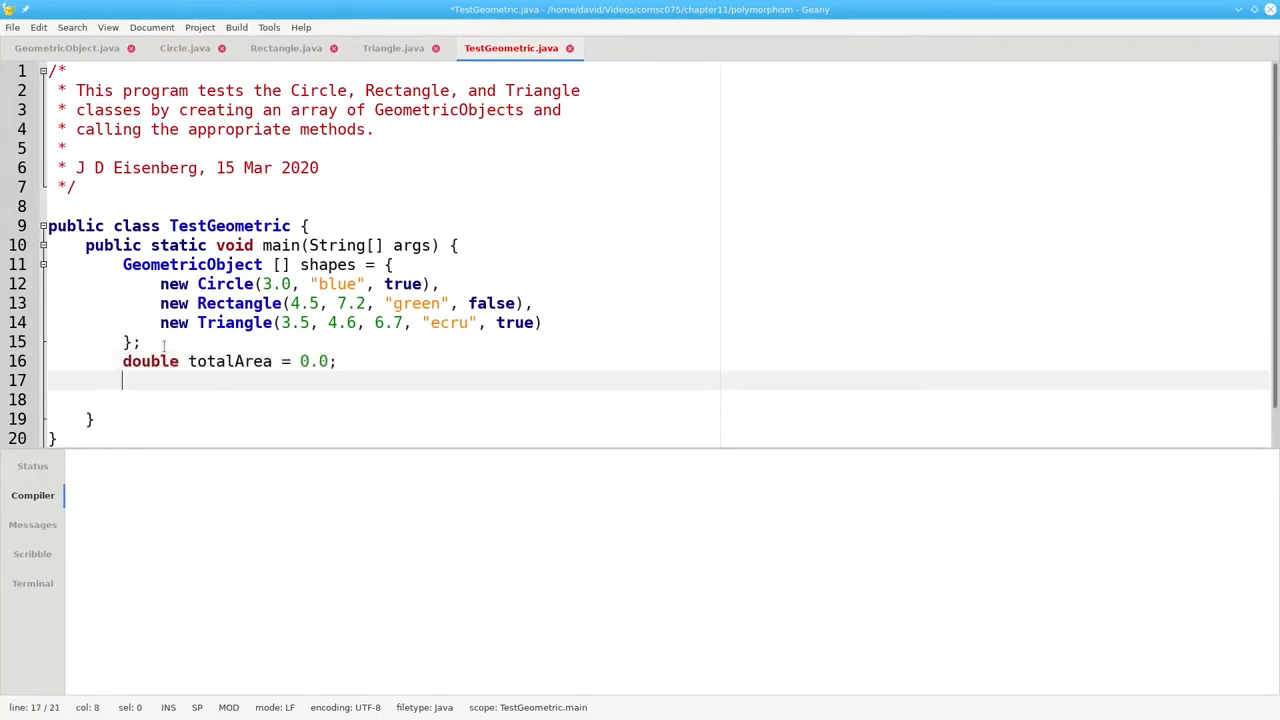 *TestGeometric.java - /home/david/Videos/comsc075/chapter11/polymorphism - Geany
File Edit Search View Document Project Build Tools Help
GeometricObject.java Circle.java Rectangle.java Triangle.java TestGeometric.java
1 /*
2 * This program tests the Circle, Rectangle, and Triangle
3 * classes by creating an array of GeometricObjects and
4 * calling the appropriate methods.
5 *
6 * J D Eisenberg, 15 Mar 2020
7 */
8
9 public class TestGeometric {
10 public static void main(String[] args) {
11 GeometricObject [] shapes = {
12 new Circle(3.0, "blue", true),
13 new Rectangle(4.5, 7.2, "green", false),
14 new Triangle(3.5, 4.6, 6.7, "ecru", true)
15 };
16 double totalArea = 0.0;
17
18
19 }
20 }
Status
Compiler
Messages
Scribble
Terminal
line: 17 / 21 col: 8 sel: 0 INS SP MOD mode: LF encoding: UTF-8 filetype: Java scope: TestGeometric.main